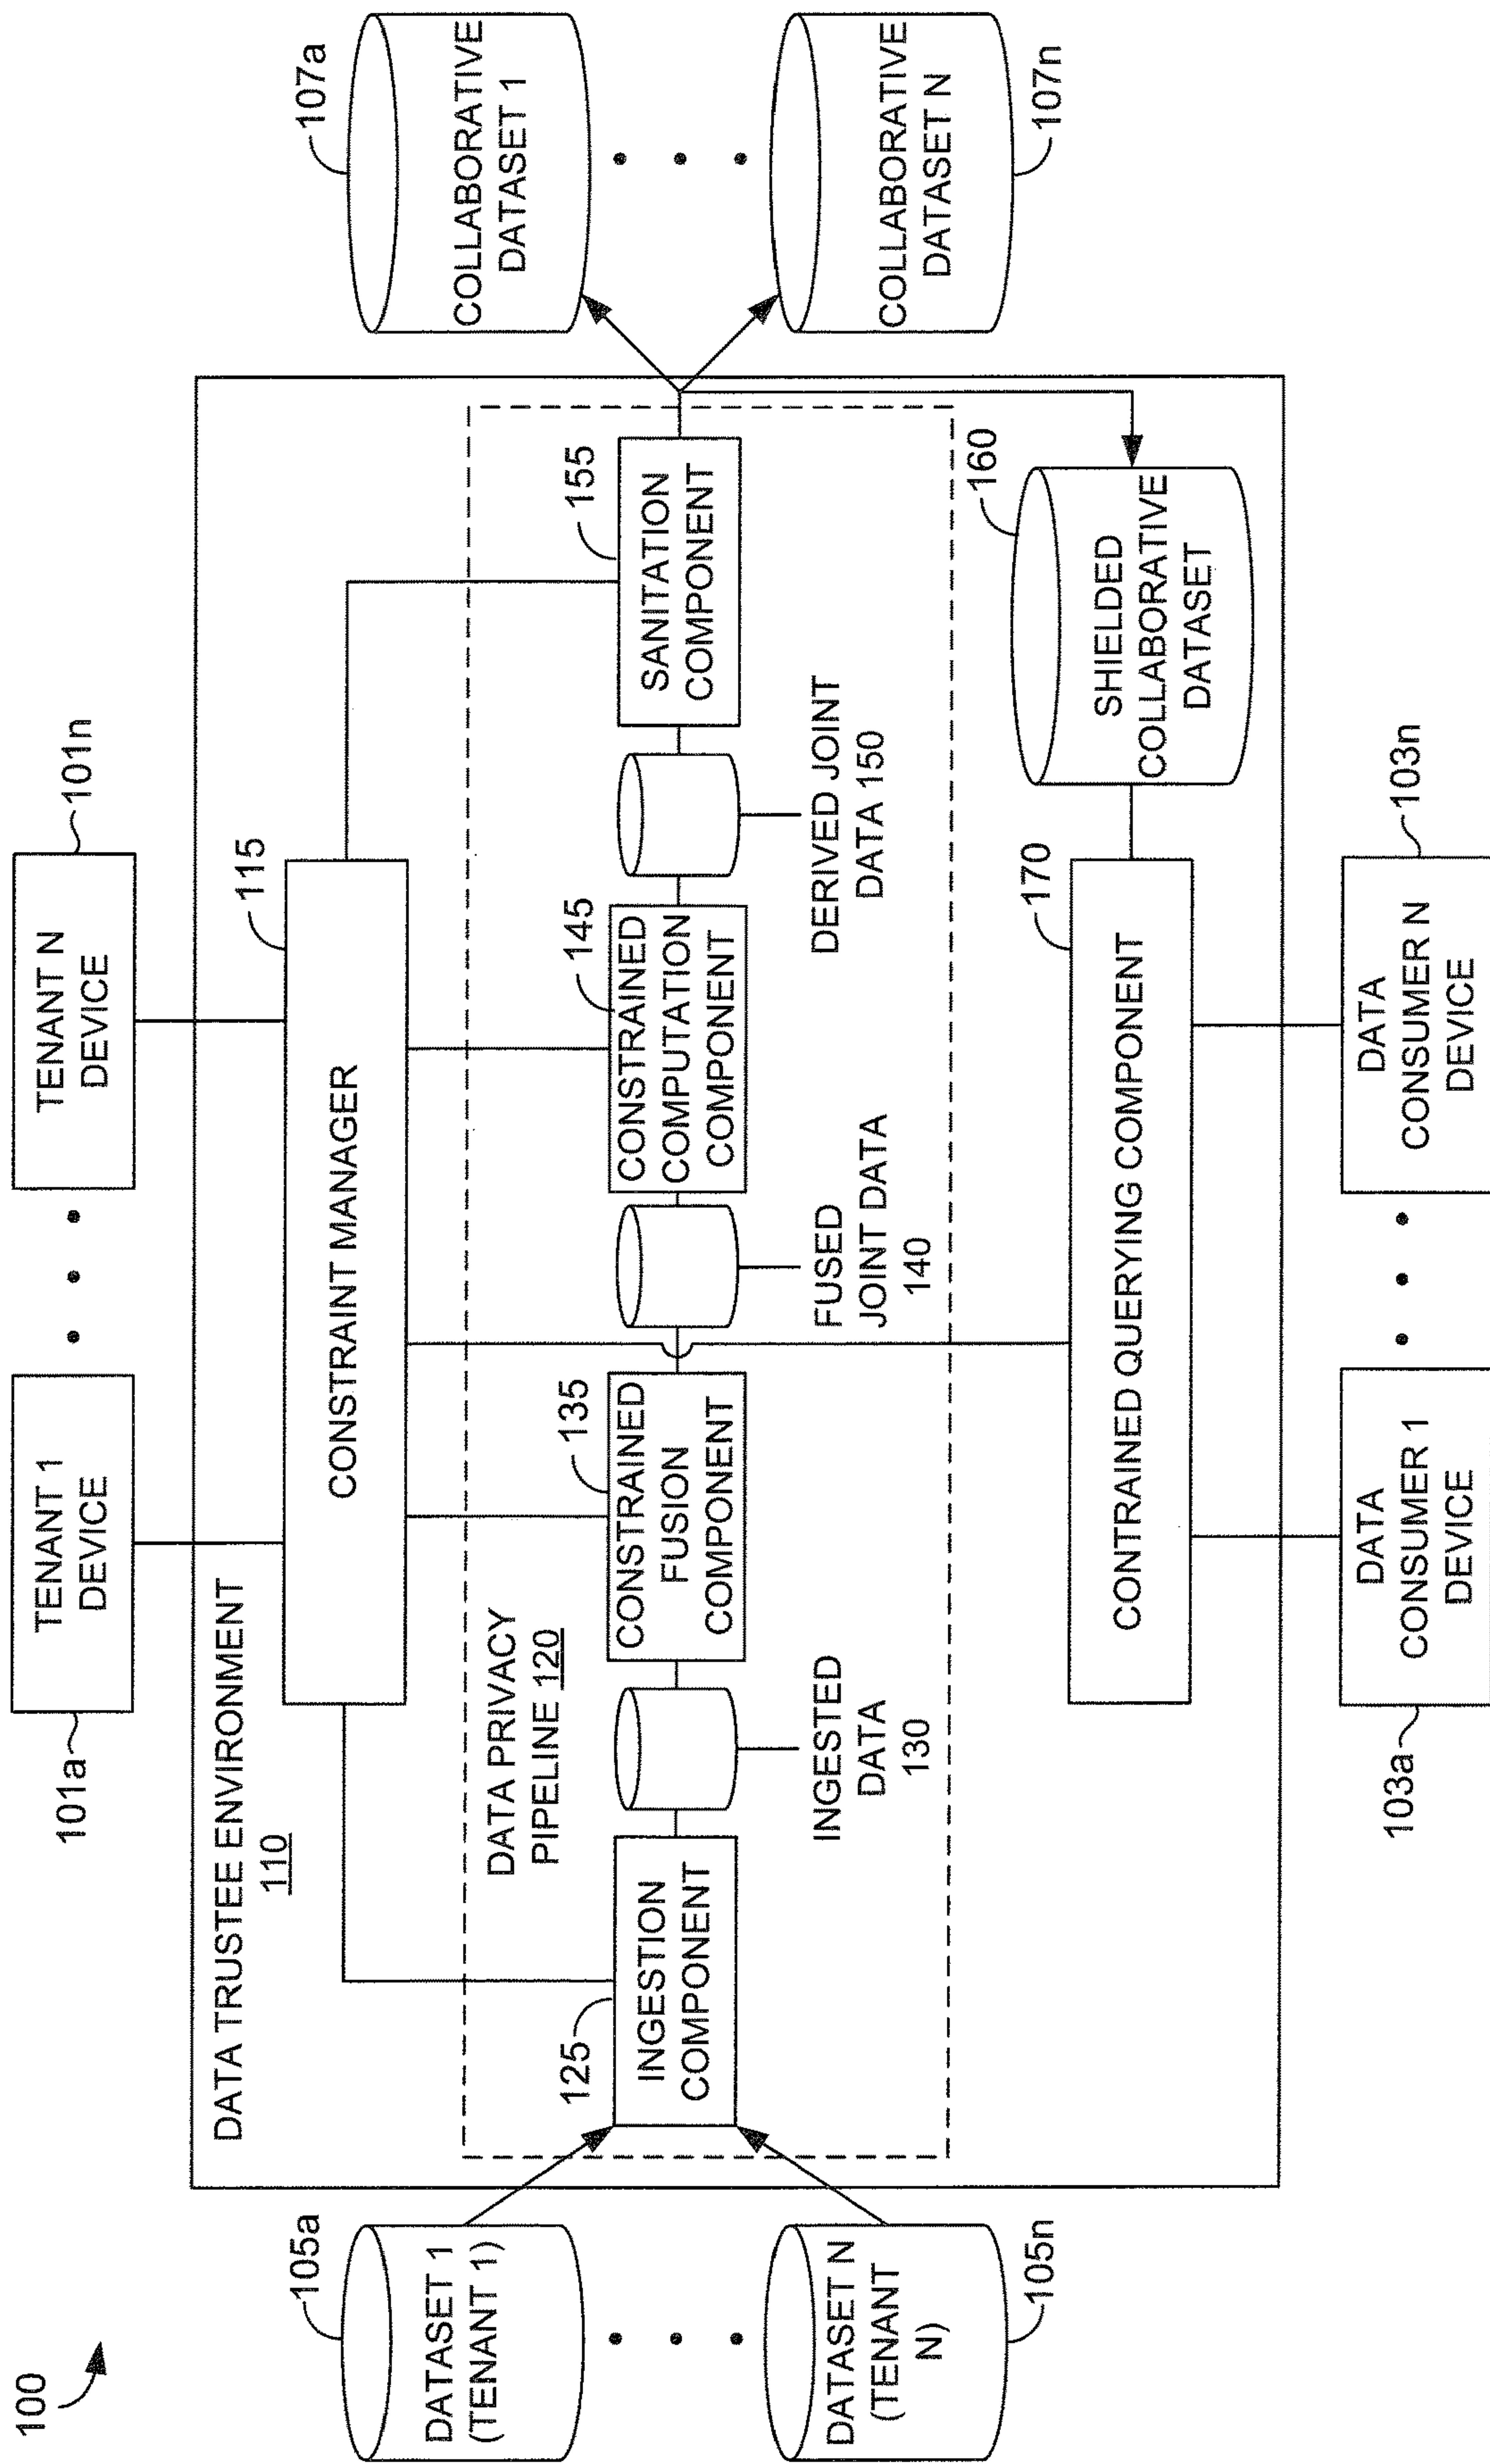 100
101a
TENANT 1
DEVICE
TENANT N
DEVICE
101n
DATA TRUSTEE ENVIRONMENT
110
CONSTRAINT MANAGER
115
105a
DATASET 1
(TENANT 1)
DATASET N
(TENANT
N)
105n
DATA PRIVACY
PIPELINE 120
125
INGESTION
COMPONENT
INGESTED
DATA
130
135
CONSTRAINED
FUSION
COMPONENT
FUSED
JOINT DATA
140
145
CONSTRAINED
COMPUTATION
COMPONENT
DERIVED JOINT
DATA 150
155
SANITATION
COMPONENT
107a
COLLABORATIVE
DATASET 1
COLLABORATIVE
DATASET N
107n
160
SHIELDED
COLLABORATIVE
DATASET
170
CONTRAINED QUERYING COMPONENT
103a
DATA
CONSUMER 1
DEVICE
DATA
CONSUMER N
DEVICE
103n